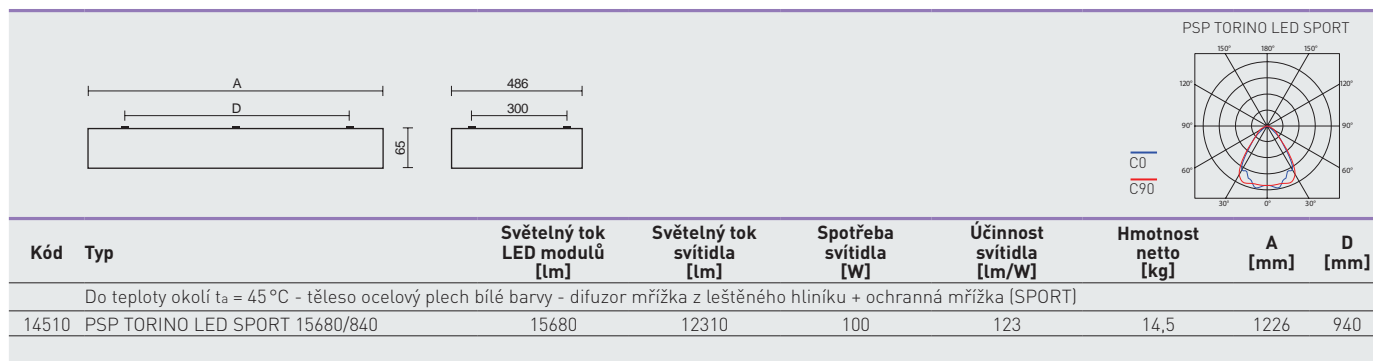 PSP TORINO LED SPORT
150° 180° 150°
120° 120°
90° 90°
60° 60°
30° 0° 30°
C0
C90
A
D
65
486
300
Kód Typ Světelný tok LED modulů [lm] Světelný tok svítidla [lm] Spotřeba svítidla [W] Účinnost svítidla [lm/W] Hmotnost netto [kg] A [mm] D [mm]
Do teploty okolí ta = 45 °C - těleso ocelový plech bílé barvy - difuzor mřížka z leštěného hliníku + ochranná mřížka (SPORT)
14510 PSP TORINO LED SPORT 15680/840 15680 12310 100 123 14,5 1226 940